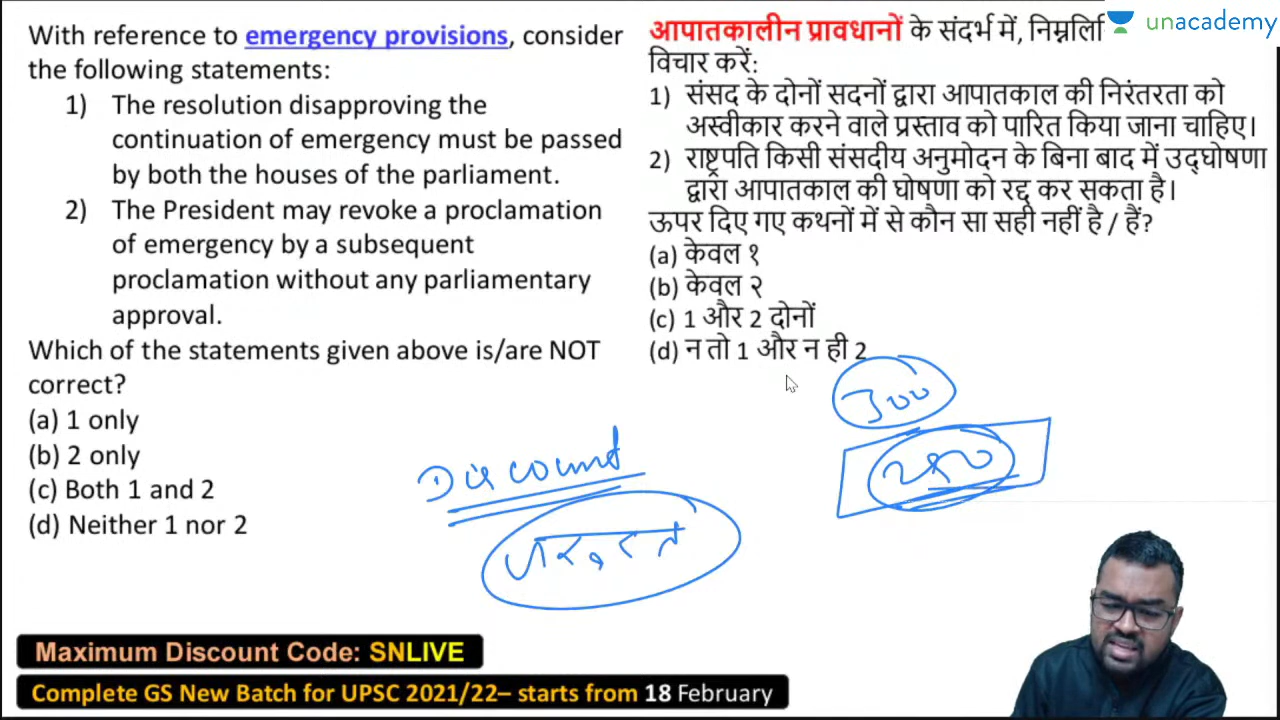 With reference to emergency provisions, consider
the following statements:
1) The resolution disapproving the
continuation of emergency must be passed
by both the houses of the parliament.
2) The President may revoke a proclamation
of emergency by a subsequent
proclamation without any parliamentary
approval.
Which of the statements given above is/are NOT
correct?
(a) 1 only
(b) 2 only
(c) Both 1 and 2
(d) Neither 1 nor 2
आपातकालीन प्रावधानों के संदर्भ में, निम्नलि
विचार करें:
1) संसद के दोनों सदनों द्वारा आपातकाल की निरंतरता को
अस्वीकार करने वाले प्रस्ताव को पारित किया जाना चाहिए।
2) राष्ट्रपति किसी संसदीय अनुमोदन के बिना बाद में उद्घोषणा
द्वारा आपातकाल की घोषणा को रद्द कर सकता है।
ऊपर दिए गए कथनों में से कौन सा सही नहीं है / हैं?
(a) केवल १
(b) केवल २
(c) 1 और 2 दोनों
(d) न तो 1 और न ही 2
unacademy
300
Discount
Maximum Discount Code: SNLIVE
Complete GS New Batch for UPSC 2021/22– starts from 18 February